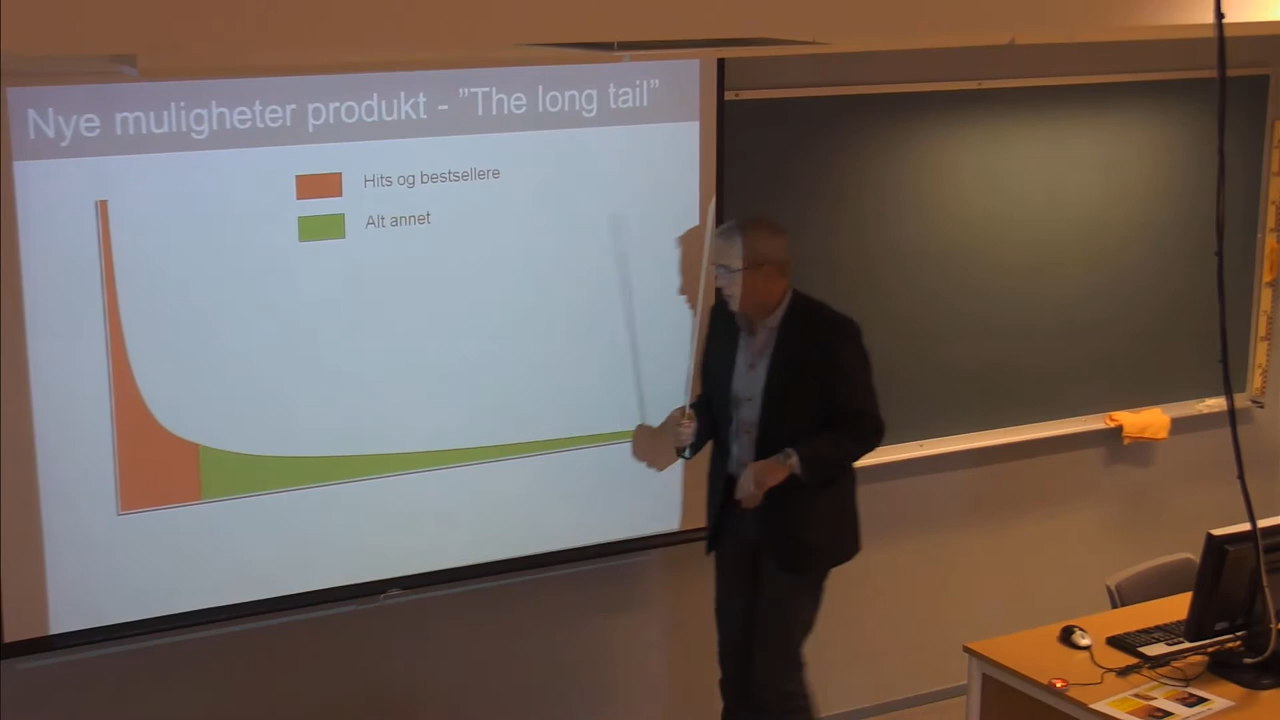 Nye muligheter produkt - ”The long tail”
Hits og bestsellere
Alt annet